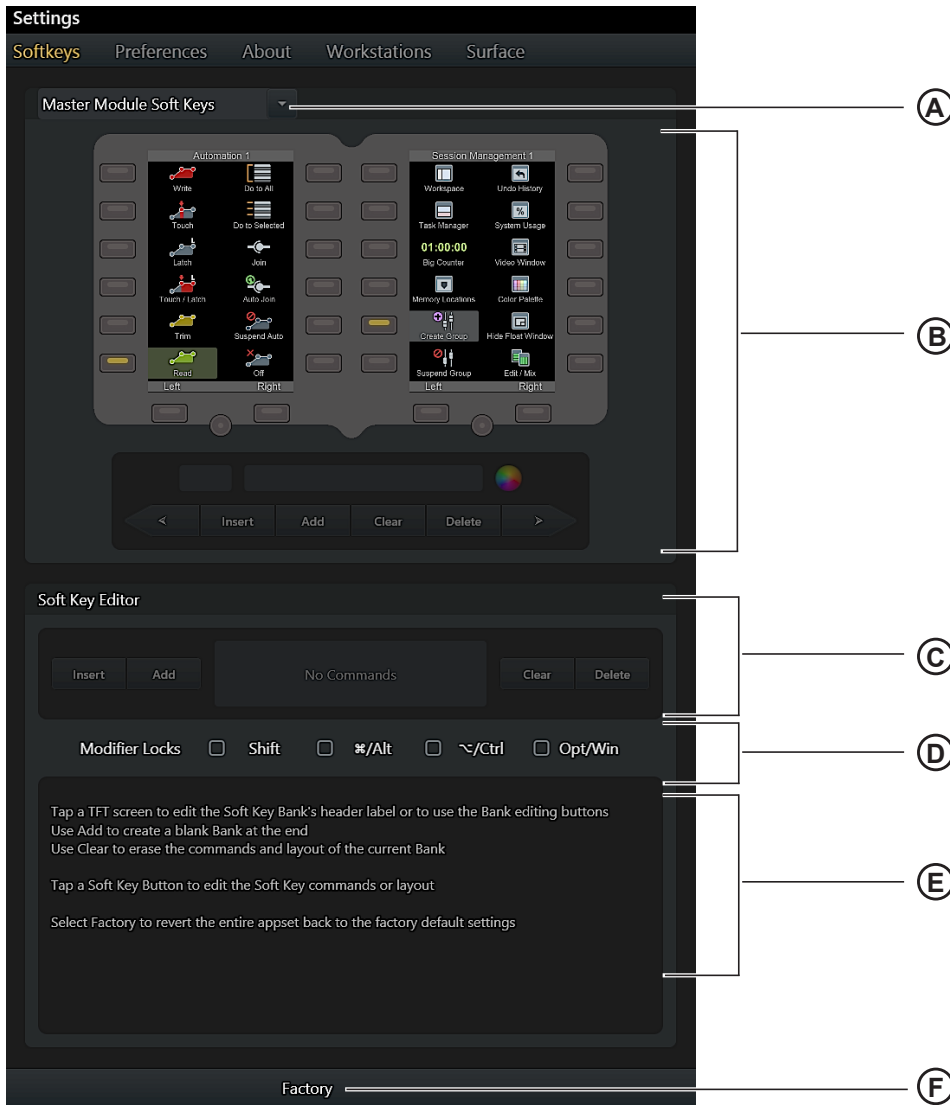 Settings
Softkeys Preferences About Workstations Surface
Master Module Soft Keys
A
Automation 1
Write Do to All
Touch Do to Selected
Latch Join
Touch / Latch Auto Join
Trim Suspend Auto
Read Off
Left Right
Session Management 1
Workspace Undo History
Task Manager System Usage
01:00:00
Big Counter Video Window
Memory Locations Color Palette
Create Group Hide Float Window
Suspend Group Edit / Mix
Left Right
B
< Insert Add Clear Delete >
Soft Key Editor
Insert Add No Commands Clear Delete
C
Modifier Locks Shift ⌘/Alt ⌥/Ctrl Opt/Win
D
Tap a TFT screen to edit the Soft Key Bank's header label or to use the Bank editing buttons
Use Add to create a blank Bank at the end
Use Clear to erase the commands and layout of the current Bank
Tap a Soft Key Button to edit the Soft Key commands or layout
Select Factory to revert the entire appset back to the factory default settings
E
Factory
F